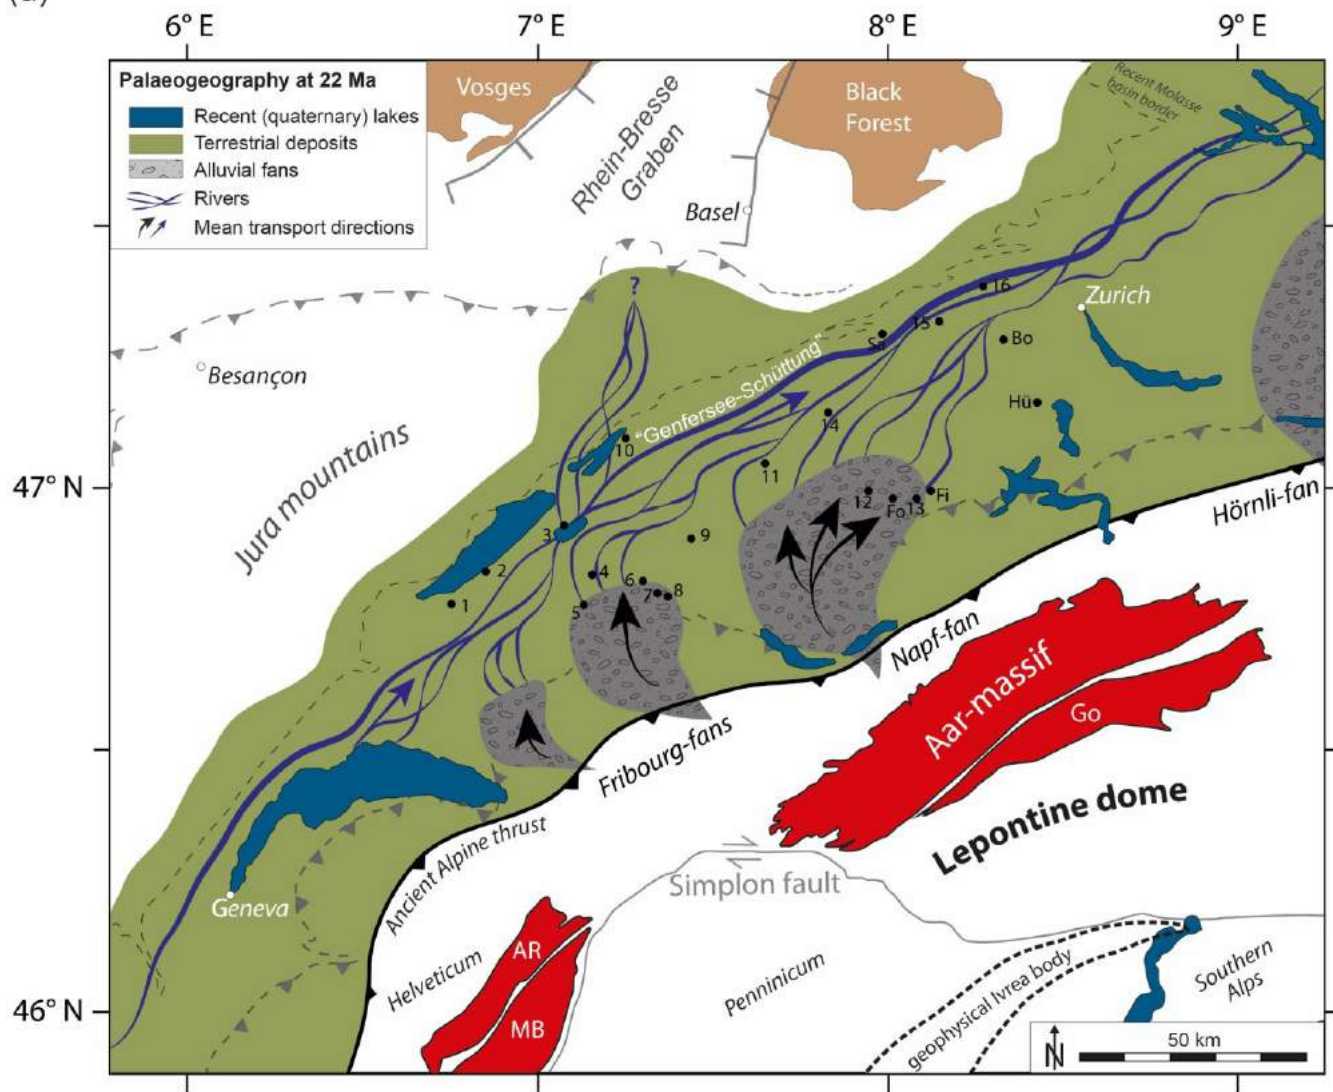 6° E
7° E
8° E
9° E
Palaeogeography at 22 Ma
Recent (quaternary) lakes
Terrestrial deposits
Alluvial fans
Rivers
Mean transport directions
Vosges
Rhein-Bresse
Graben
Black
Forest
Recent Molasse
basin border
Basel
?
Besançon
Jura mountains
"Genfersee-Schüttung"
16
Zurich
15
Sa
Bo
Hü
14
10
11
47° N
12
Fo
13
Fi
3
9
2
1
4
6
5
7
8
Hörnli-fan
Napf-fan
Fribourg-fans
Aar-massif
Go
Lepontine dome
Ancient Alpine thrust
Simplon fault
Geneva
AR
Helveticum
MB
Penninicum
geophysical Ivrea body
Southern
Alps
46° N
N
50 km